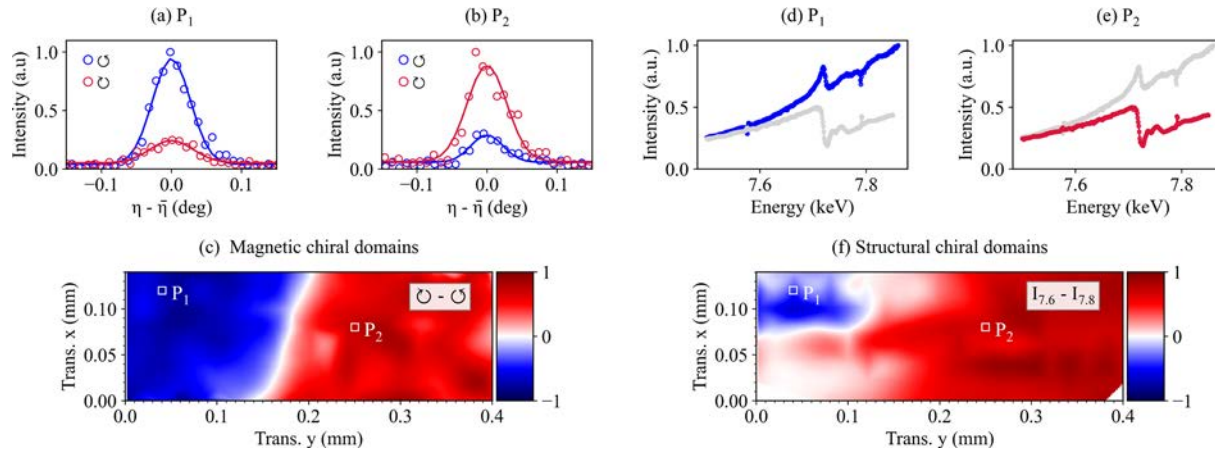 (a) P₁
(b) P₂
(d) P₁
(e) P₂
Intensity (a.u)
1.0
0.5
0.0
↺
↻
−0.1
0.0
0.1
η - η̄ (deg)
Intensity (a.u)
1.0
0.5
0.0
↺
↻
−0.1
0.0
0.1
η - η̄ (deg)
Intensity (a.u.)
1.0
0.5
0.0
7.6
7.8
Energy (keV)
Intensity (a.u.)
1.0
0.5
0.0
7.6
7.8
Energy (keV)
(c) Magnetic chiral domains
Trans. x (mm)
0.10
0.05
0.00
P₁
P₂
↻ - ↺
0.0
0.1
0.2
0.3
0.4
Trans. y (mm)
1
0
−1
(f) Structural chiral domains
Trans. x (mm)
0.10
0.05
0.00
P₁
P₂
I₇.₆ - I₇.₈
0.0
0.1
0.2
0.3
0.4
Trans. y (mm)
1
0
−1